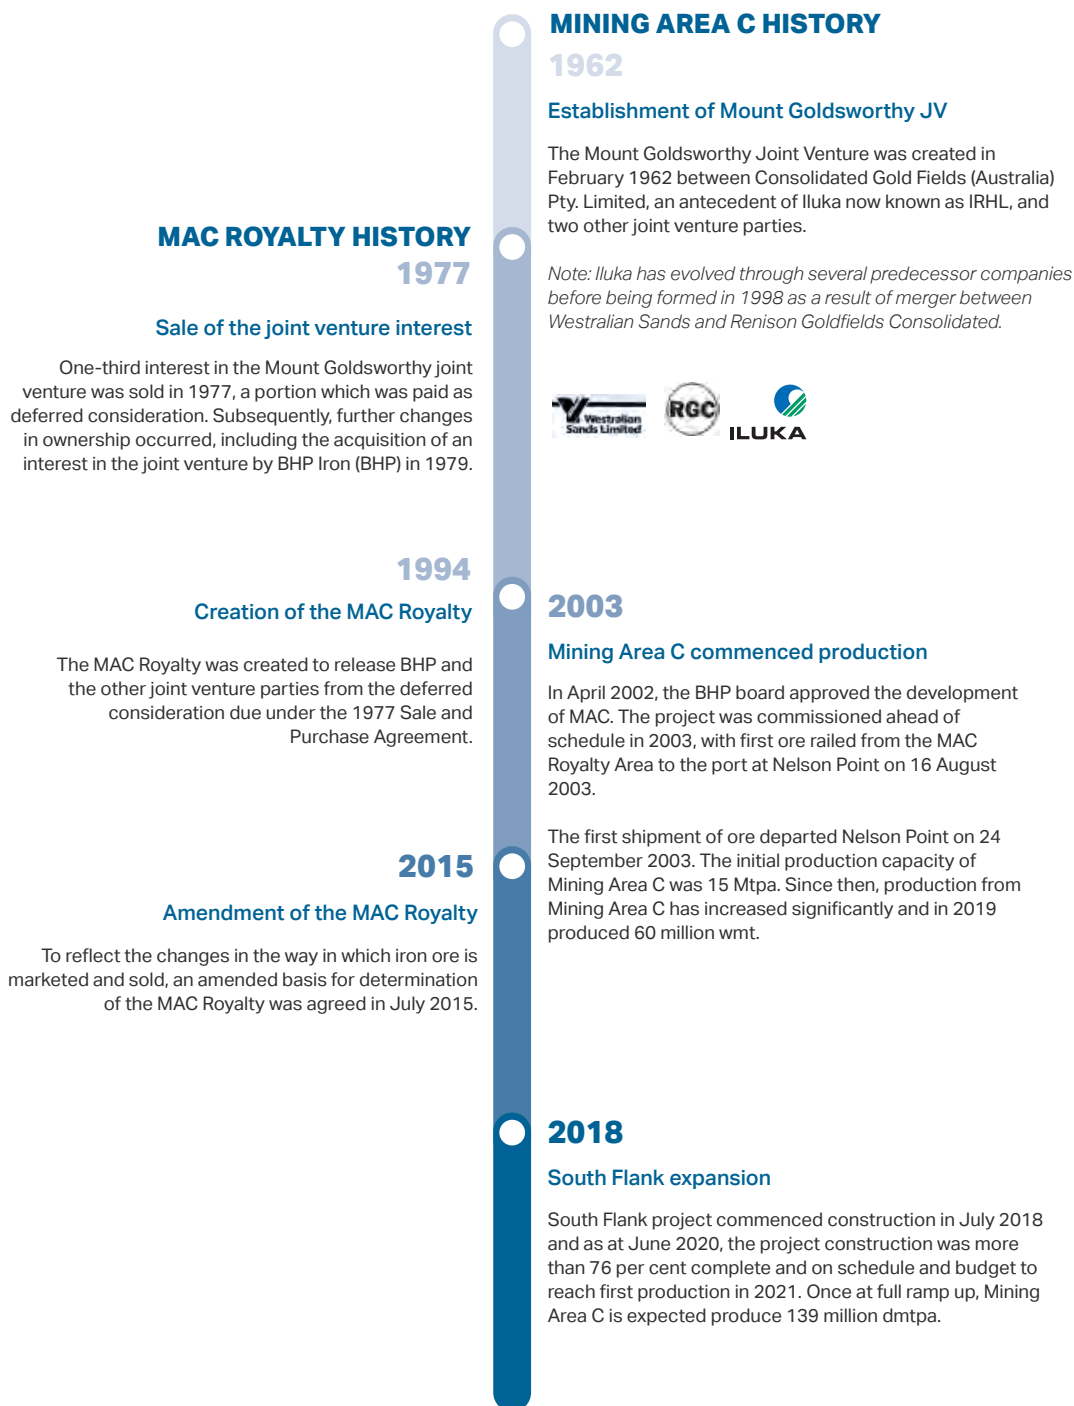 MINING AREA C HISTORY
1962
Establishment of Mount Goldsworthy JV
The Mount Goldsworthy Joint Venture was created in
February 1962 between Consolidated Gold Fields (Australia)
Pty. Limited, an antecedent of Iluka now known as IRHL, and
two other joint venture parties.
Note: Iluka has evolved through several predecessor companies
before being formed in 1998 as a result of merger between
Westralian Sands and Renison Goldfields Consolidated.
Westralian
Sands Limited
RGC
ILUKA
MAC ROYALTY HISTORY
1977
Sale of the joint venture interest
One-third interest in the Mount Goldsworthy joint
venture was sold in 1977, a portion which was paid as
deferred consideration. Subsequently, further changes
in ownership occurred, including the acquisition of an
interest in the joint venture by BHP Iron (BHP) in 1979.
1994
Creation of the MAC Royalty
The MAC Royalty was created to release BHP and
the other joint venture parties from the deferred
consideration due under the 1977 Sale and
Purchase Agreement.
2003
Mining Area C commenced production
In April 2002, the BHP board approved the development
of MAC. The project was commissioned ahead of
schedule in 2003, with first ore railed from the MAC
Royalty Area to the port at Nelson Point on 16 August
2003.
The first shipment of ore departed Nelson Point on 24
September 2003. The initial production capacity of
Mining Area C was 15 Mtpa. Since then, production from
Mining Area C has increased significantly and in 2019
produced 60 million wmt.
2015
Amendment of the MAC Royalty
To reflect the changes in the way in which iron ore is
marketed and sold, an amended basis for determination
of the MAC Royalty was agreed in July 2015.
2018
South Flank expansion
South Flank project commenced construction in July 2018
and as at June 2020, the project construction was more
than 76 per cent complete and on schedule and budget to
reach first production in 2021. Once at full ramp up, Mining
Area C is expected produce 139 million dmtpa.